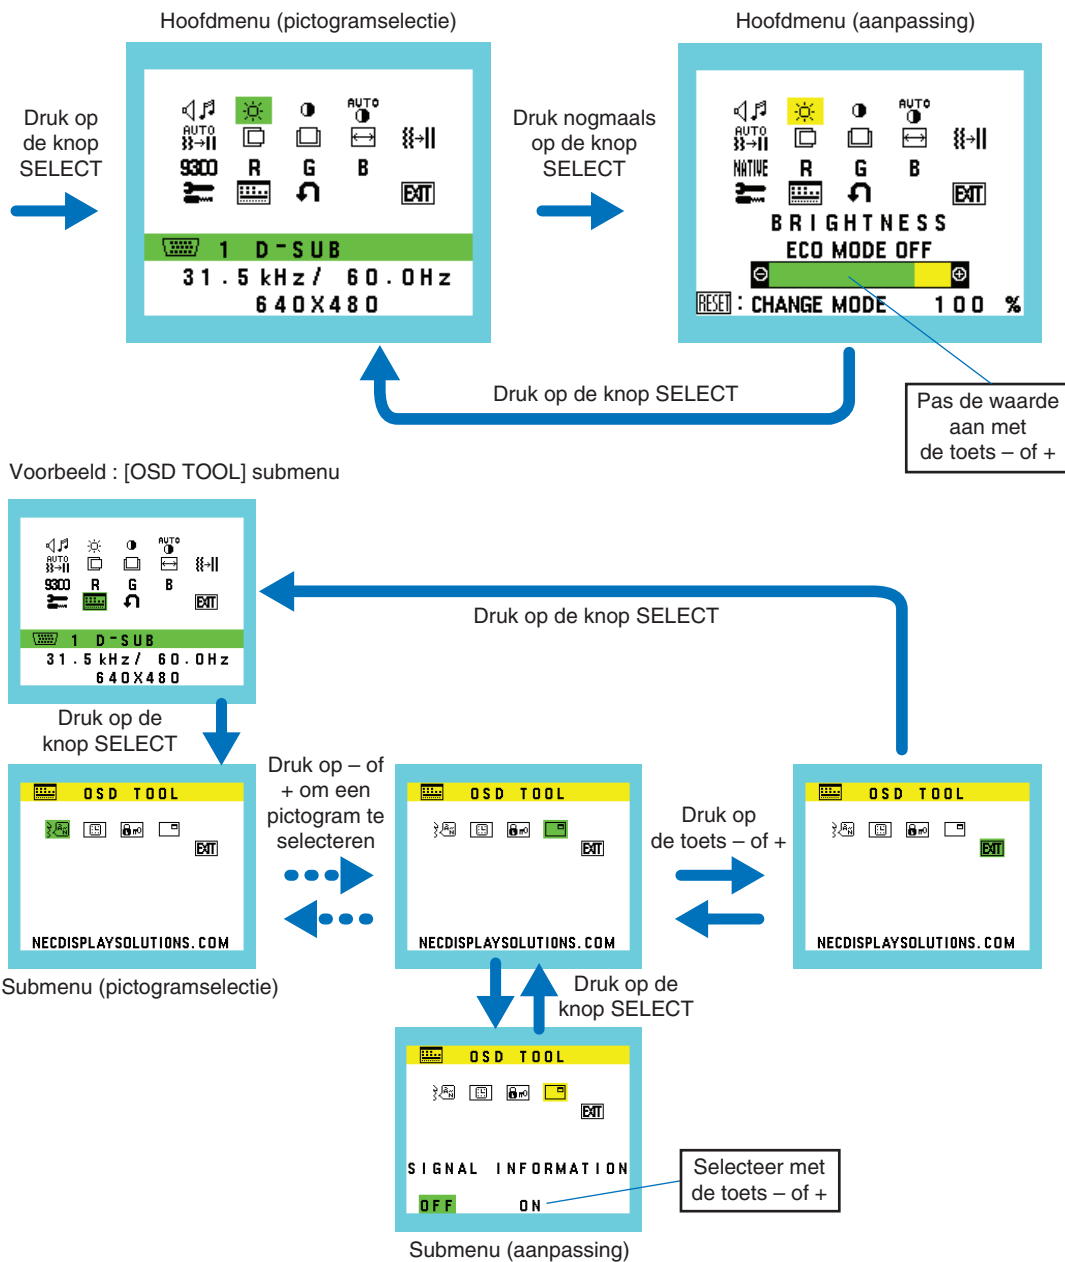 Hoofdmenu (pictogramselectie)
Hoofdmenu (aanpassing)
Druk op
de knop
SELECT
AUTO
AUTO
9300 R G B
EXIT
1 D-SUB
31.5 kHz/ 60.0Hz
640X480
Druk nogmaals
op de knop
SELECT
AUTO
AUTO
NATIVE R G B
EXIT
BRIGHTNESS
ECO MODE OFF
RESET : CHANGE MODE 100 %
Druk op de knop SELECT
Pas de waarde
aan met
de toets – of +
Voorbeeld : [OSD TOOL] submenu
AUTO
AUTO
9300 R G B
EXIT
1 D-SUB
31.5 kHz/ 60.0Hz
640X480
Druk op de knop SELECT
Druk op de
knop SELECT
OSD TOOL
EXIT
NECDISPLAYSOLUTIONS.COM
Submenu (pictogramselectie)
Druk op – of
+ om een
pictogram te
selecteren
OSD TOOL
EXIT
NECDISPLAYSOLUTIONS.COM
Druk op
de toets – of +
OSD TOOL
EXIT
NECDISPLAYSOLUTIONS.COM
Druk op de
knop SELECT
OSD TOOL
EXIT
SIGNAL INFORMATION
OFF ON
Selecteer met
de toets – of +
Submenu (aanpassing)